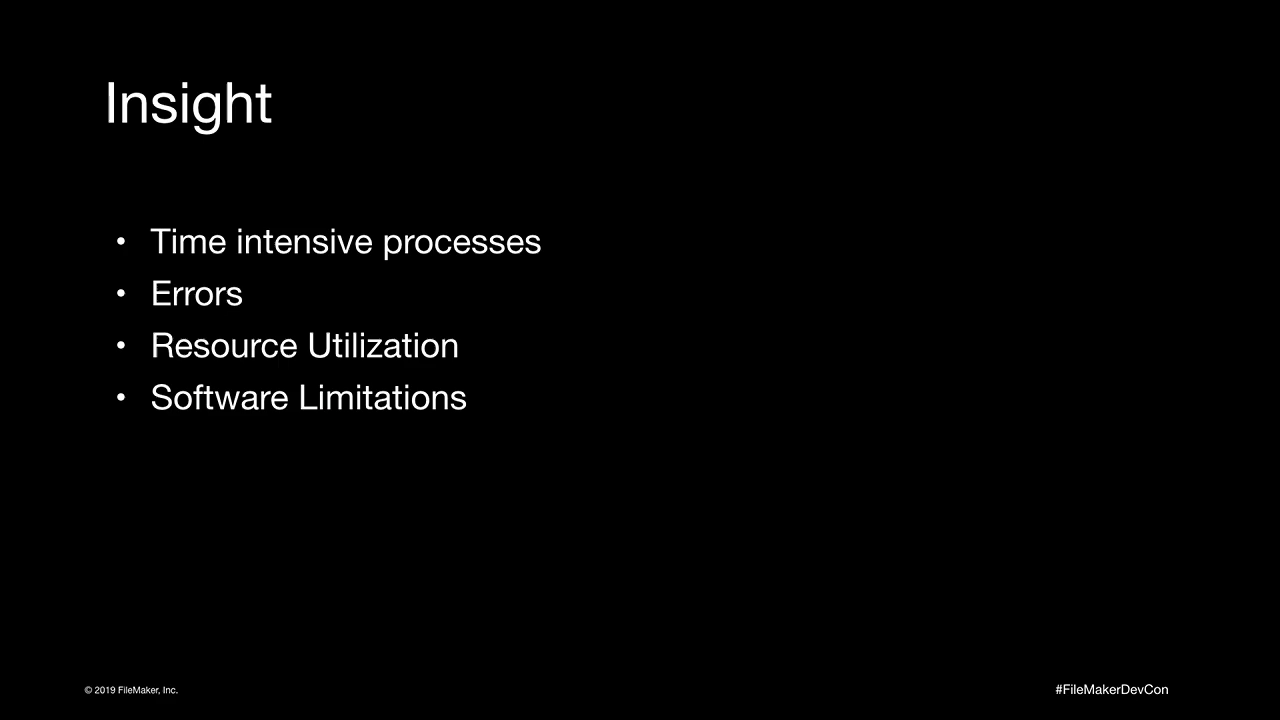 Insight
• Time intensive processes
• Errors
• Resource Utilization
• Software Limitations
© 2019 FileMaker, Inc.
#FileMakerDevCon